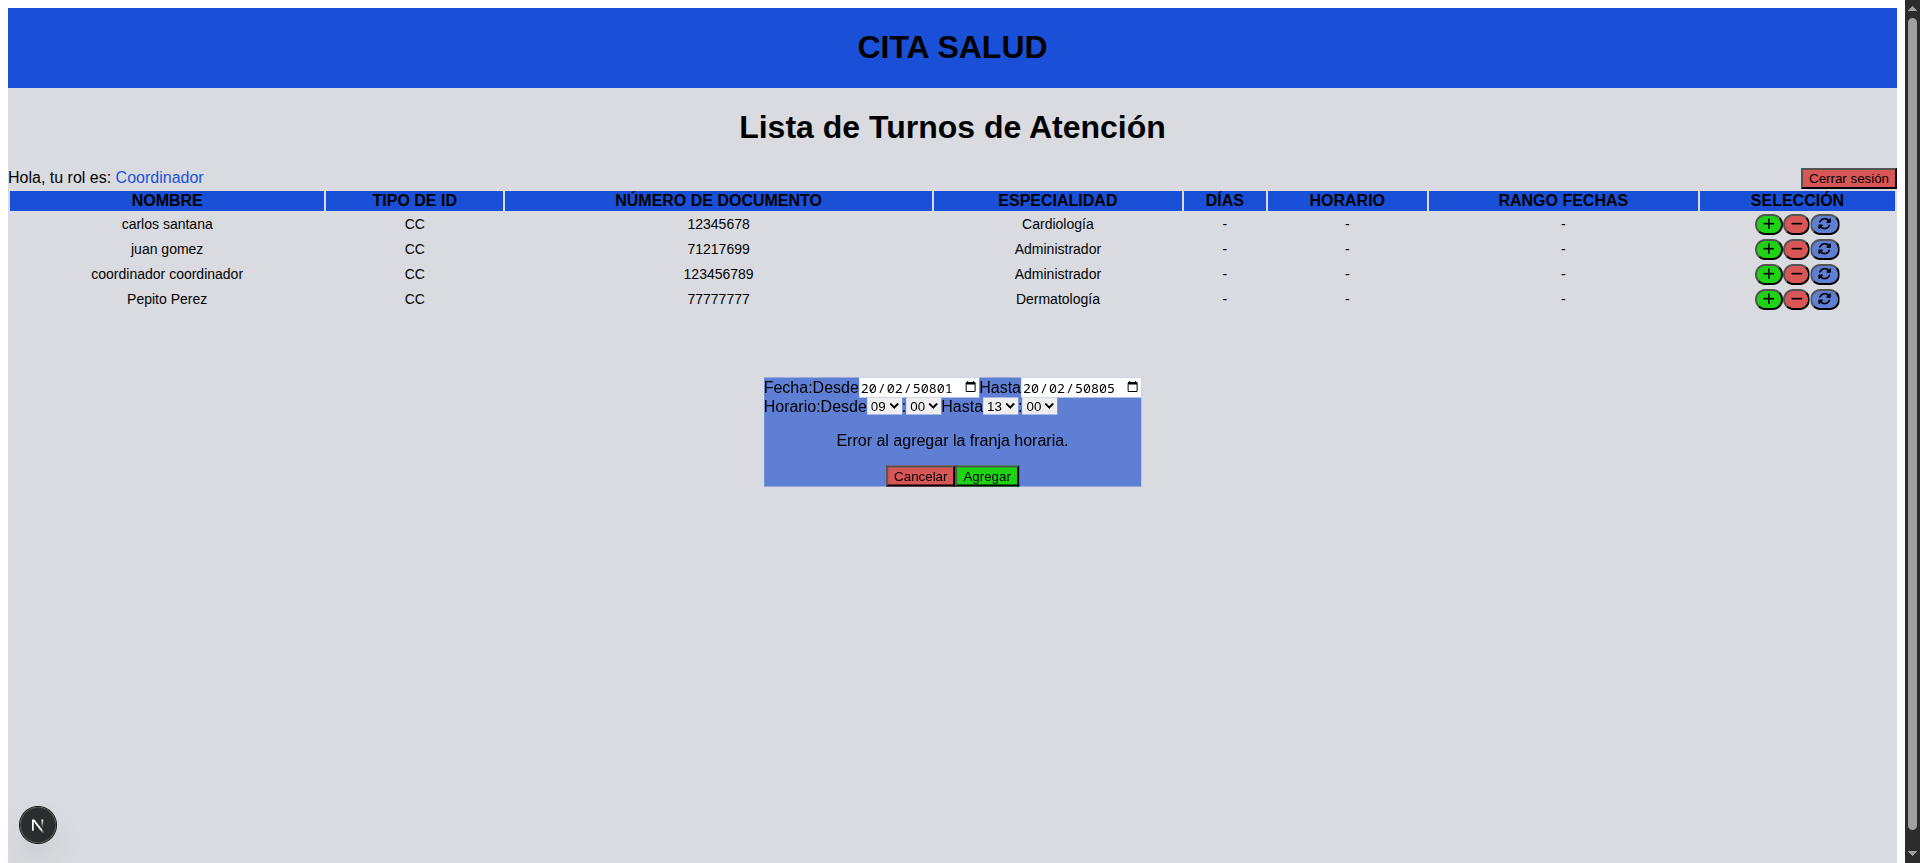 CITA SALUD
Lista de Turnos de Atención
Hola, tu rol es: Coordinador
Cerrar sesión
NOMBRE TIPO DE ID NÚMERO DE DOCUMENTO ESPECIALIDAD DÍAS HORARIO RANGO FECHAS SELECCIÓN
carlos santana CC 12345678 Cardiología - - -
juan gomez CC 71217699 Administrador - - -
coordinador coordinador CC 123456789 Administrador - - -
Pepito Perez CC 77777777 Dermatología - - -
Fecha:Desde 20/02/50801 Hasta 20/02/50805
Horario:Desde 09 : 00 Hasta 13 : 00
Error al agregar la franja horaria.
Cancelar Agregar
N